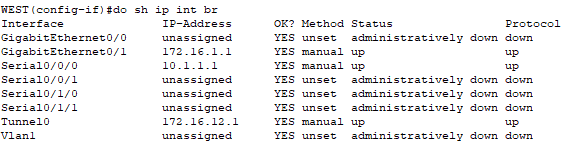 WEST(config-if)#do sh ip int br
Interface IP-Address OK? Method Status Protocol
GigabitEthernet0/0 unassigned YES unset administratively down down
GigabitEthernet0/1 172.16.1.1 YES manual up up
Serial0/0/0 10.1.1.1 YES manual up up
Serial0/0/1 unassigned YES unset administratively down down
Serial0/1/0 unassigned YES unset administratively down down
Serial0/1/1 unassigned YES unset administratively down down
Tunnel0 172.16.12.1 YES manual up up
Vlan1 unassigned YES unset administratively down down